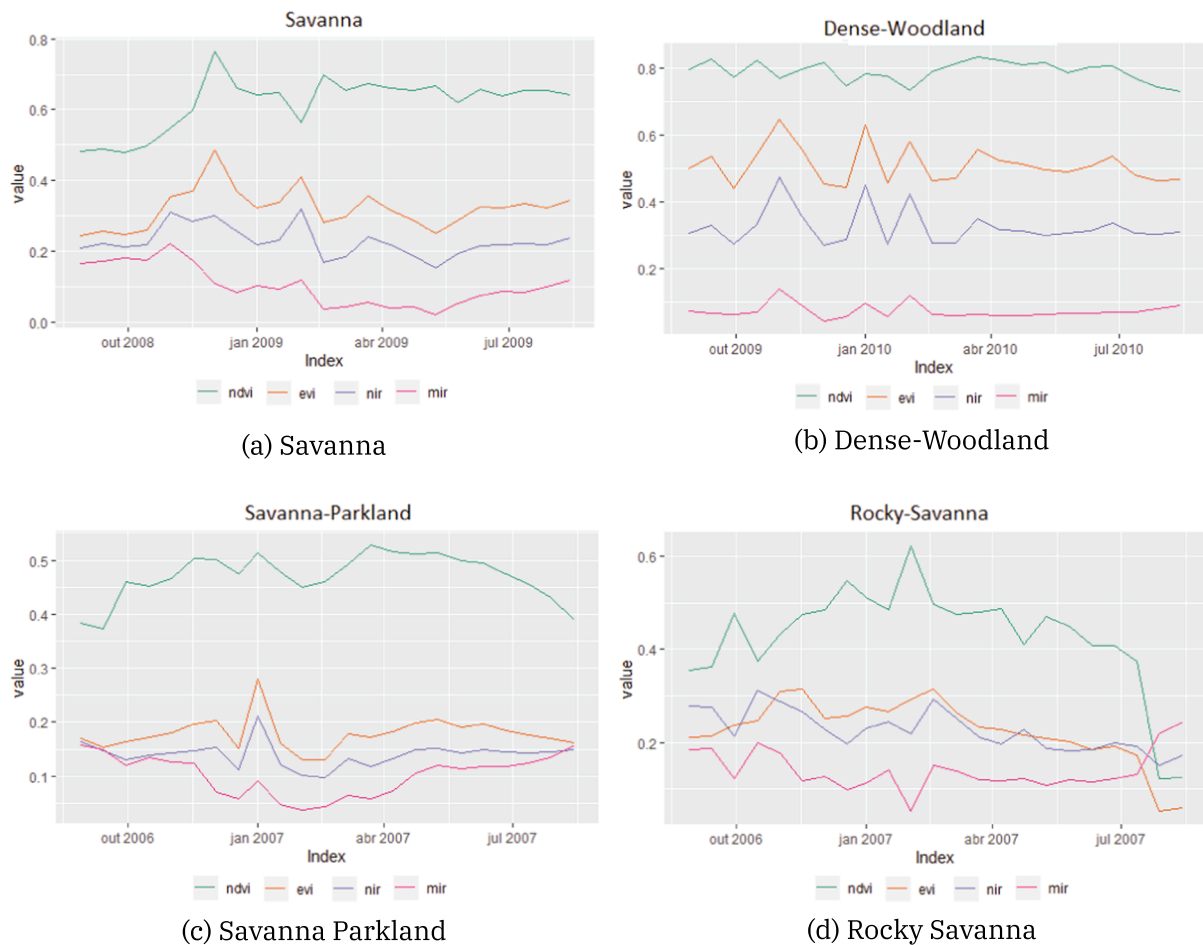 Savanna
0.8
0.6
0.4
0.2
0.0
value
out 2008 jan 2009 abr 2009 jul 2009
Index
ndvi evi nir mir
(a) Savanna
Dense-Woodland
0.8
0.6
0.4
0.2
value
out 2009 jan 2010 abr 2010 jul 2010
Index
ndvi evi nir mir
(b) Dense-Woodland
Savanna-Parkland
0.5
0.4
0.3
0.2
0.1
value
out 2006 jan 2007 abr 2007 jul 2007
Index
ndvi evi nir mir
(c) Savanna Parkland
Rocky-Savanna
0.6
0.4
0.2
value
out 2006 jan 2007 abr 2007 jul 2007
Index
ndvi evi nir mir
(d) Rocky Savanna